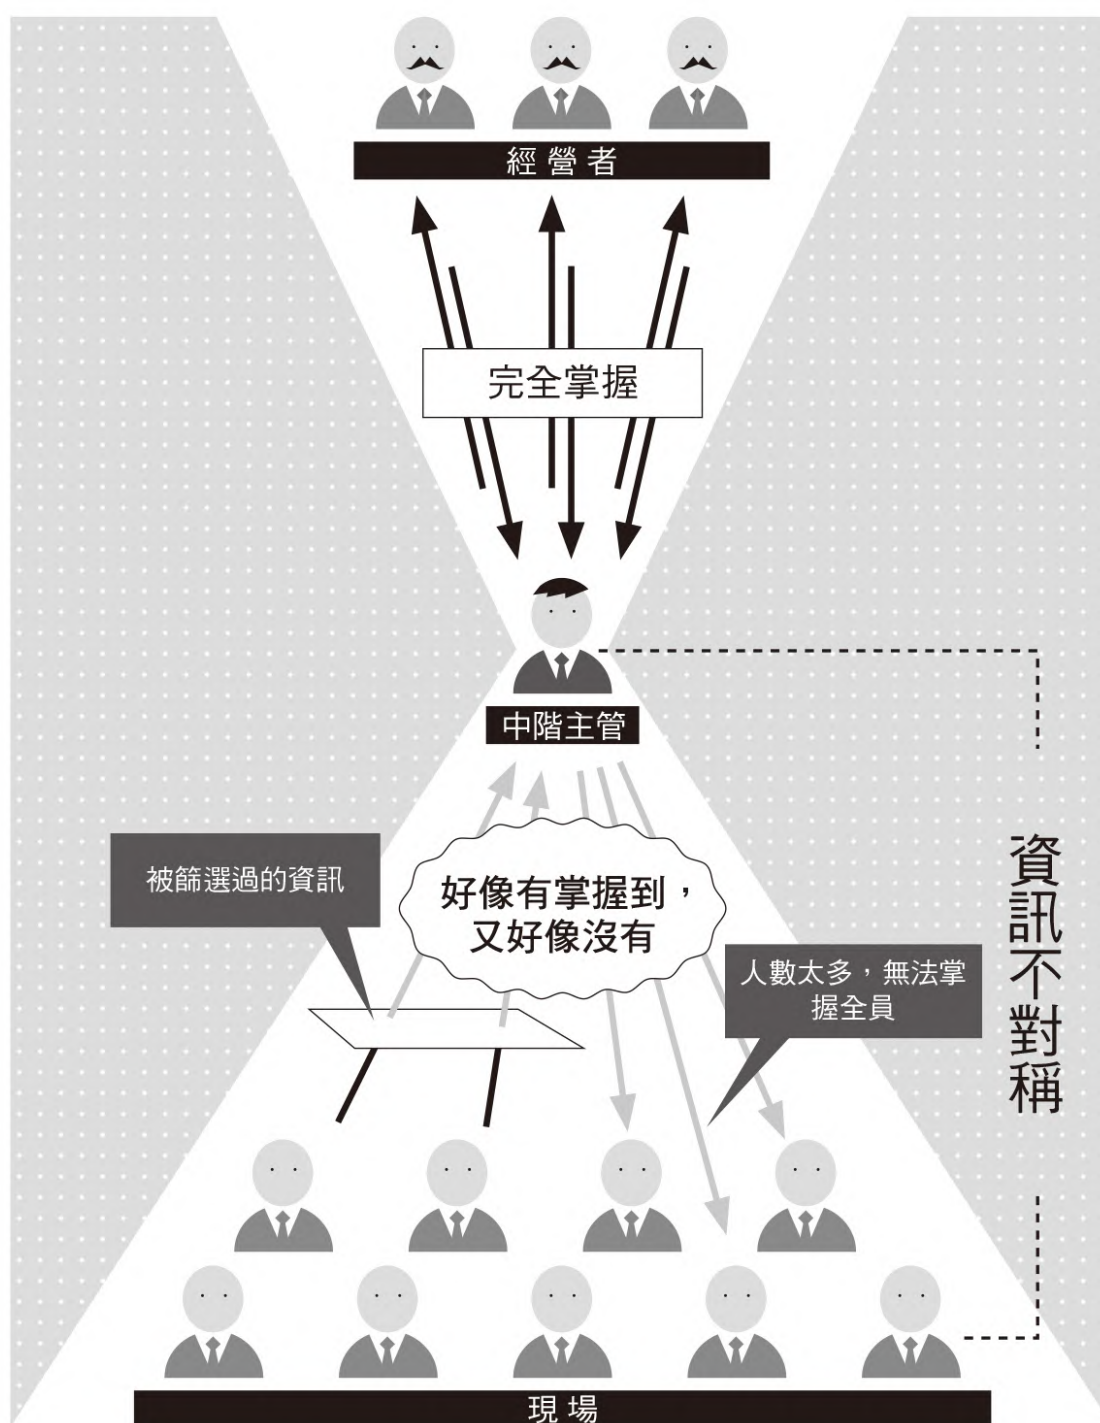 經營者
完全掌握
中階主管
被篩選過的資訊
好像有掌握到，
又好像沒有
人數太多，無法掌
握全員
資訊不對稱
現場